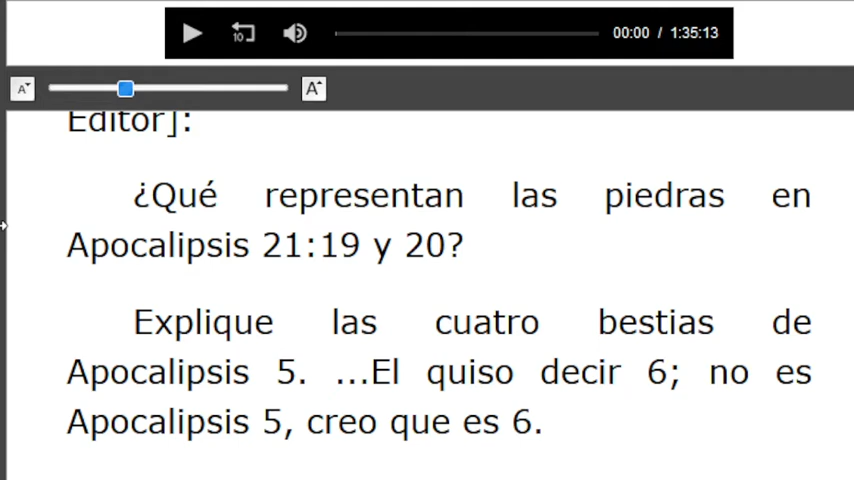 10
00:00 / 1:35:13
A
A
Editor]:
¿Qué representan las piedras en
Apocalipsis 21:19 y 20?
Explique las cuatro bestias de
Apocalipsis 5. ...El quiso decir 6; no es
Apocalipsis 5, creo que es 6.